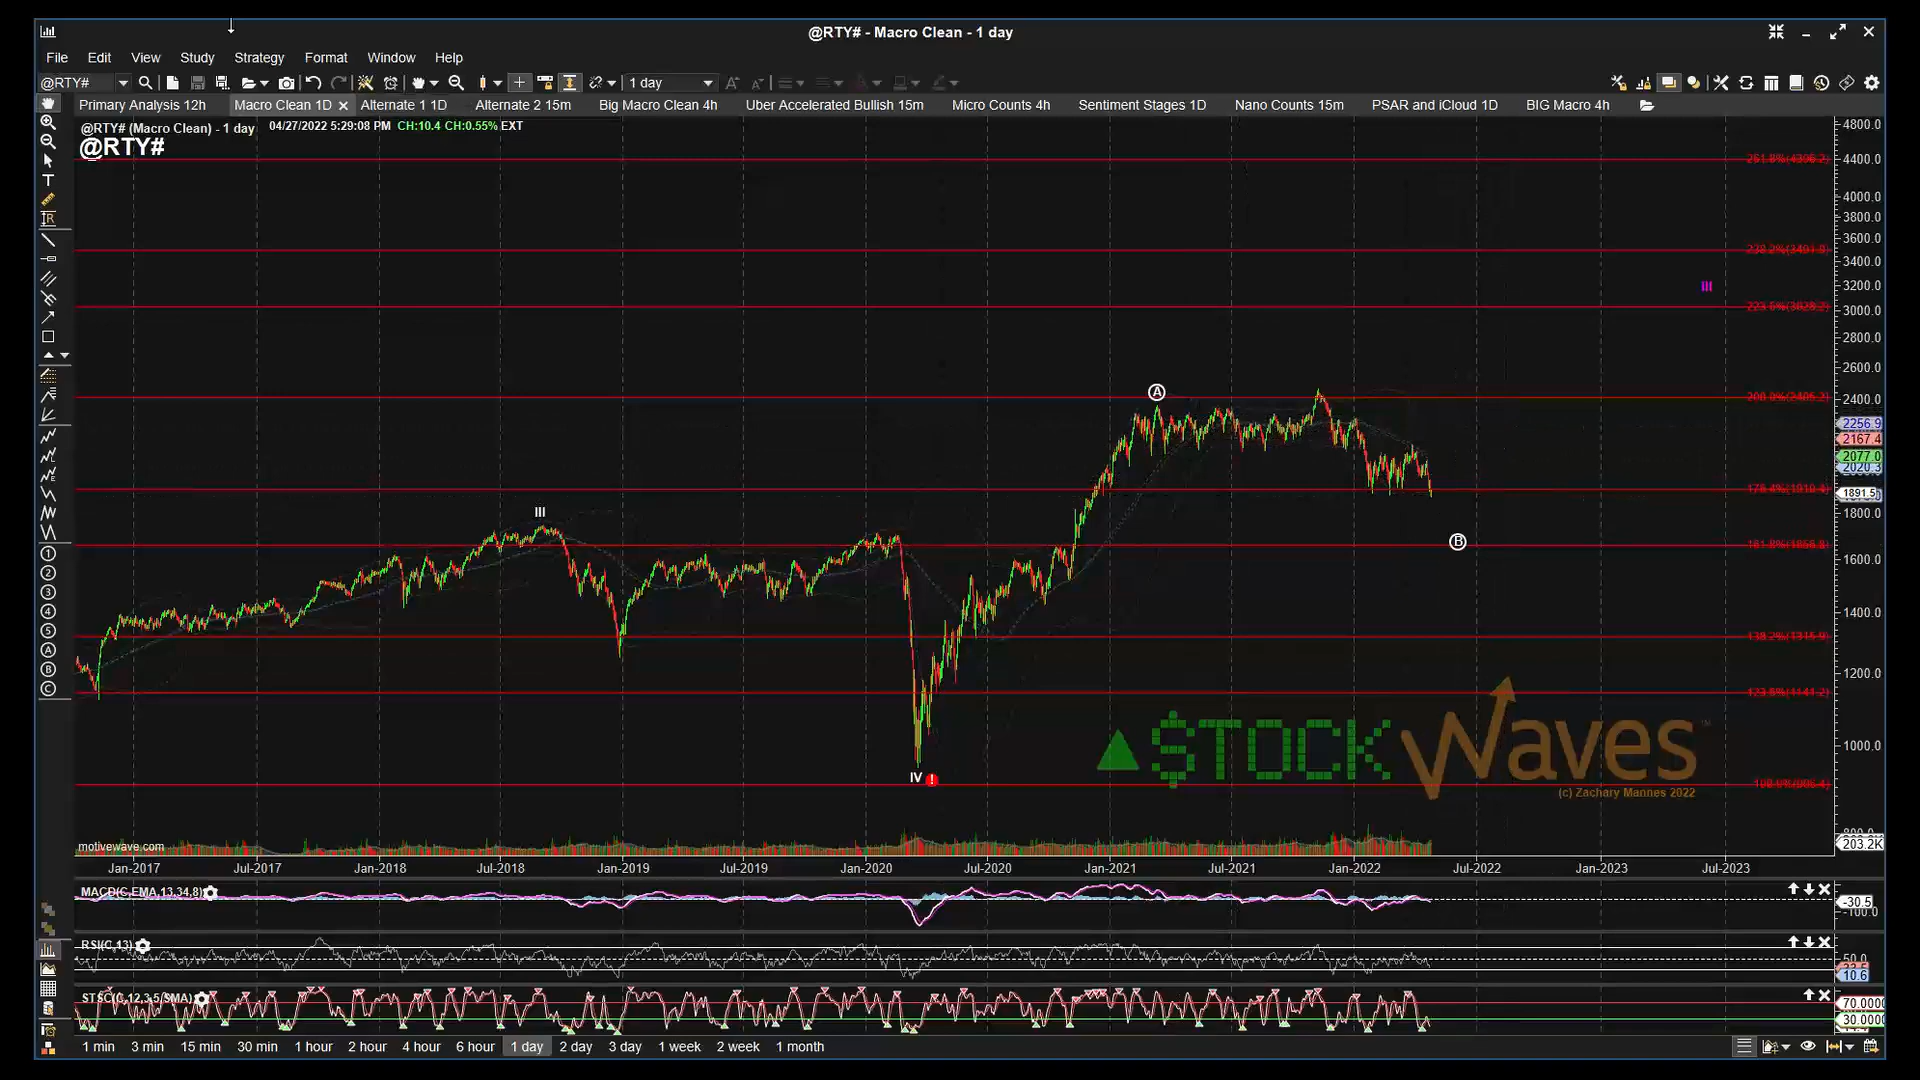 @RTY# - Macro Clean - 1 day
File Edit View Study Strategy Format Window Help
@RTY# 1 day
Primary Analysis 12h Macro Clean 1D Alternate 1 1D Alternate 2 15m Big Macro Clean 4h Uber Accelerated Bullish 15m Micro Counts 4h Sentiment Stages 1D Nano Counts 15m PSAR and iCloud 1D BIG Macro 4h
@RTY# (Macro Clean) - 1 day 04/27/2022 5:29:08 PM CH:10.4 CH:0.55% EXT
@RTY#
4800.0
4400.0
4000.0
3800.0
3600.0
3400.0
3200.0
III
3000.0
2800.0
2600.0
A
2400.0
2256.9
2167.4
2077.0
2020.3
1891.5
III
1800.0
B
1600.0
1400.0
1200.0
$TOCK Waves
1000.0
IV !
(c) Zachary Mannes 2022
motivewave.com
203.2K
Jan-2017 Jul-2017 Jan-2018 Jul-2018 Jan-2019 Jul-2019 Jan-2020 Jul-2020 Jan-2021 Jul-2021 Jan-2022 Jul-2022 Jan-2023 Jul-2023
MACD(C,EMA,13,34,8)
-30.5
RSI(C,13)
10.6
STSC(C,12,3,5,SMA)
70.0000
30.0000
1 min 3 min 15 min 30 min 1 hour 2 hour 4 hour 6 hour 1 day 2 day 3 day 1 week 2 week 1 month